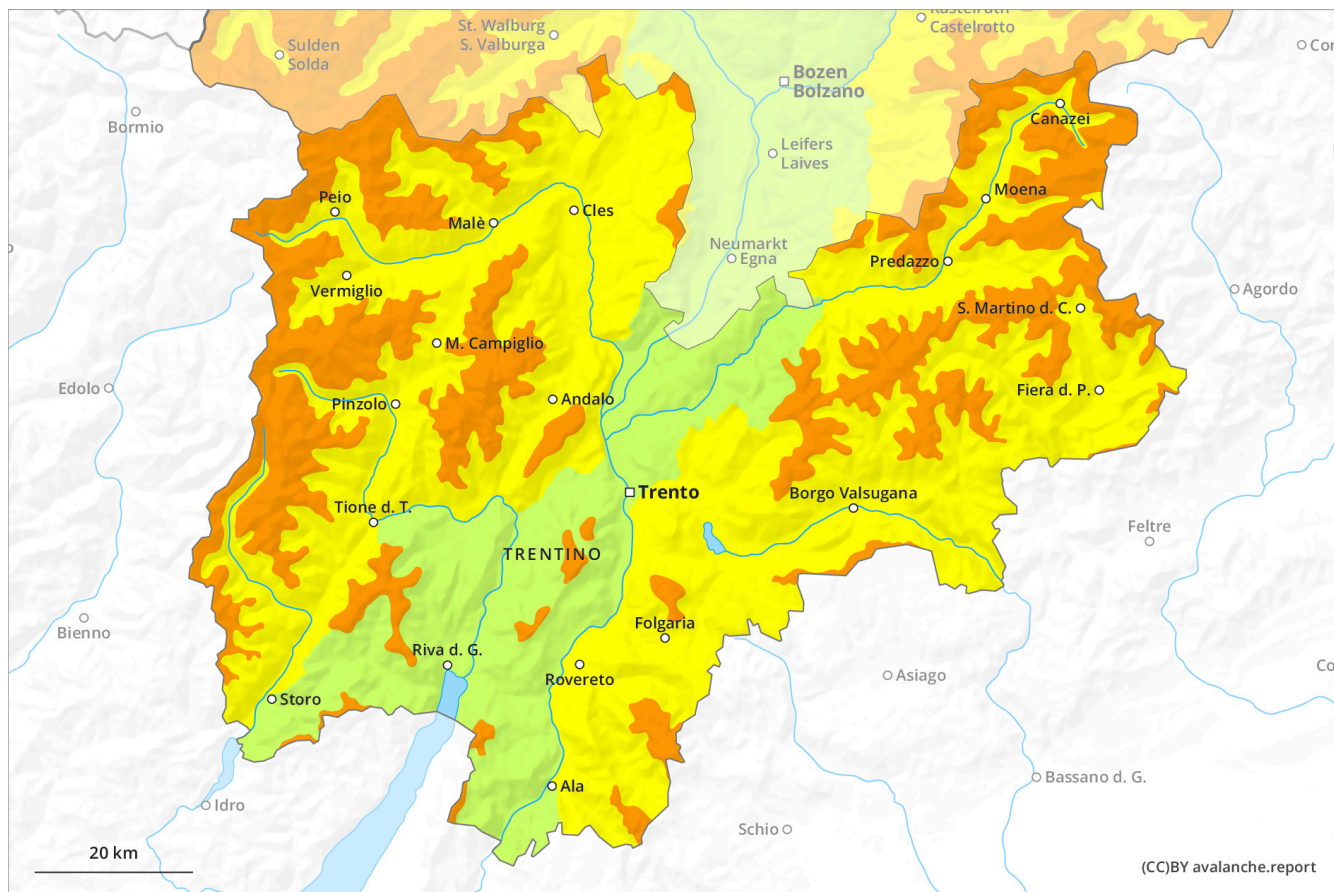 St. Walburg
S. Valburga
Kastelruth
Castelrotto
Sulden
Solda
Bozen
Bolzano
Bormio
Canazei
Leifers
Laives
Peio
Moena
Malè
Cles
Neumarkt
Egna
Predazzo
Vermiglio
Agordo
S. Martino d. C.
M. Campiglio
Edolo
Pinzolo
Andalo
Fiera d. P.
Trento
Borgo Valsugana
Tione d. T.
Feltre
TRENTINO
Bienno
Folgaria
Riva d. G.
Asiago
Rovereto
Storo
Bassano d. G.
Ala
Idro
Schio
20 km
(CC)BY avalanche.report